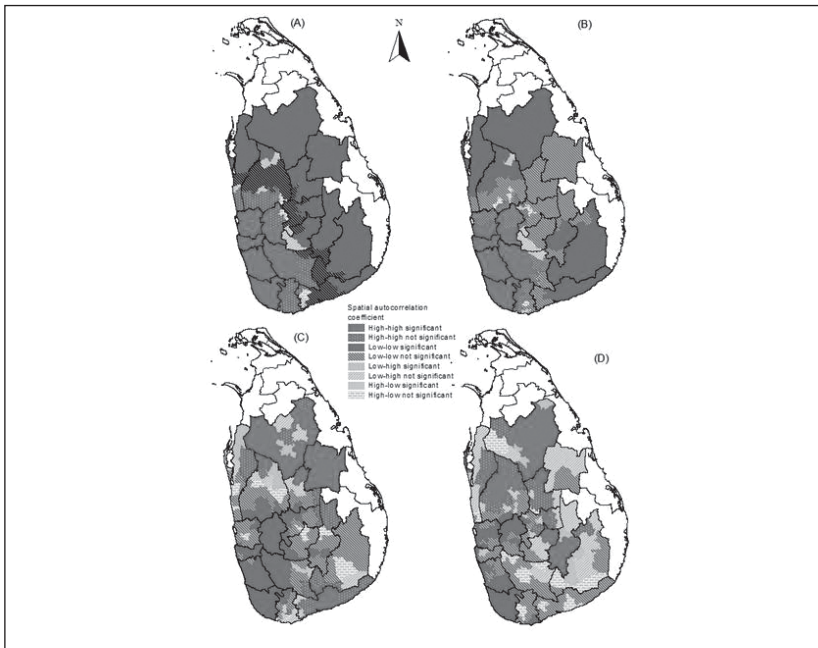 (A)
N
(B)
Spatial autocorrelation
coefficient
High-high significant
High-high not significant
Low-low significant
Low-low not significant
Low-high significant
Low-high not significant
High-low significant
High-low not significant
(C)
(D)